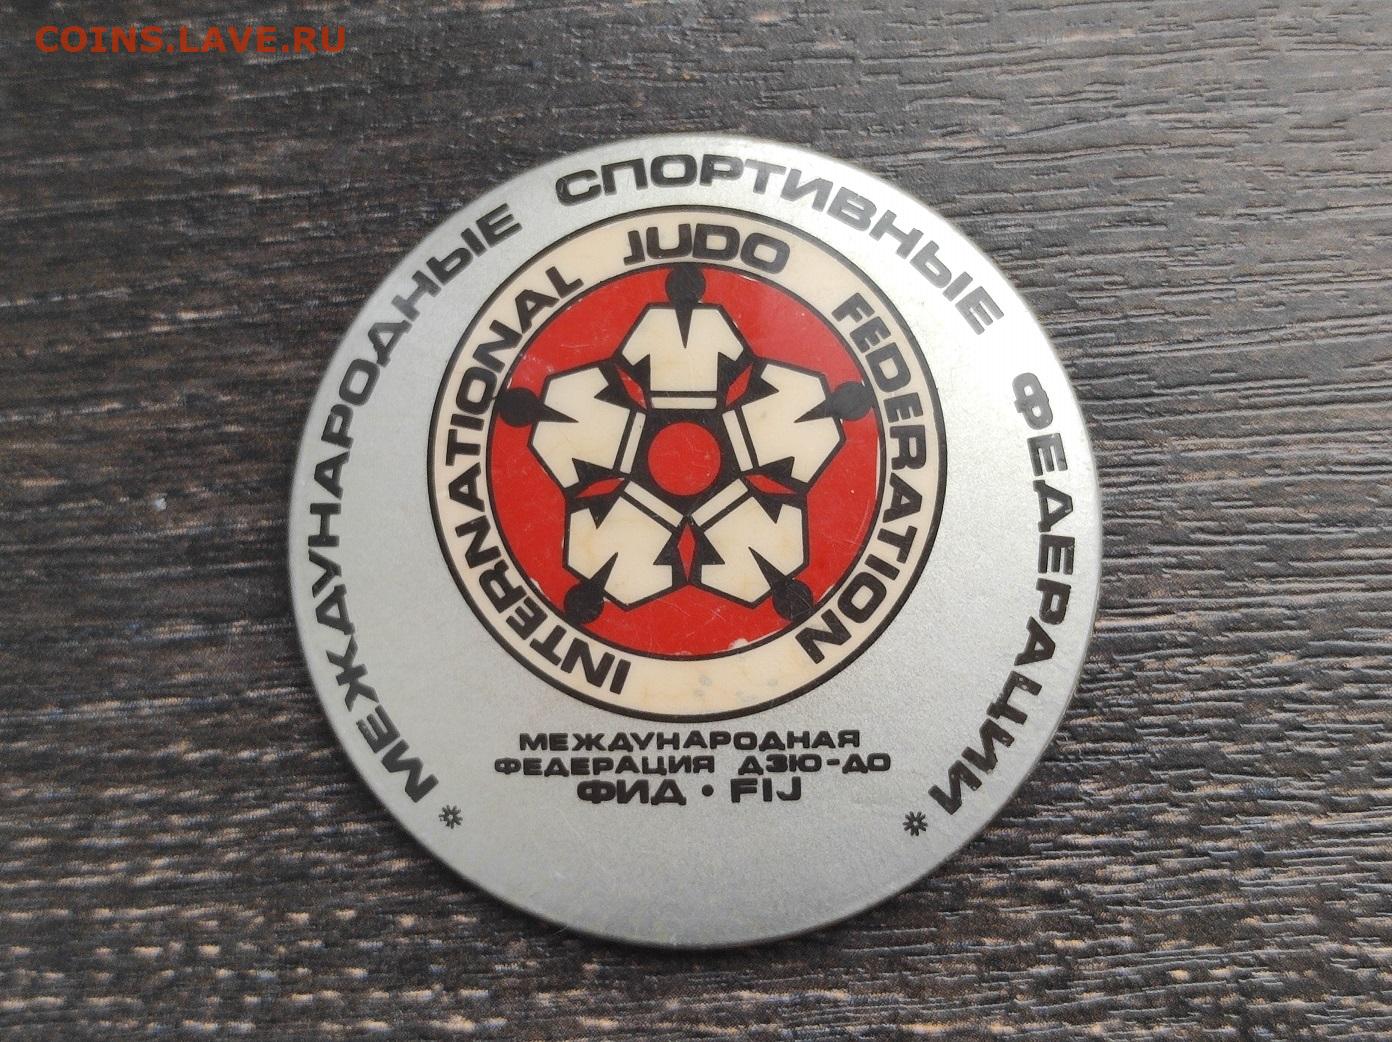 COINS.LAVE.RU
МЕЖДУНАРОДНЫЕ СПОРТИВНЫЕ ФЕДЕРАЦИИ
INTERNATIONAL JUDO FEDERATION
МЕЖДУНАРОДНАЯ
ФЕДЕРАЦИЯ ДЗЮ-ДО
ФИД • FIJ